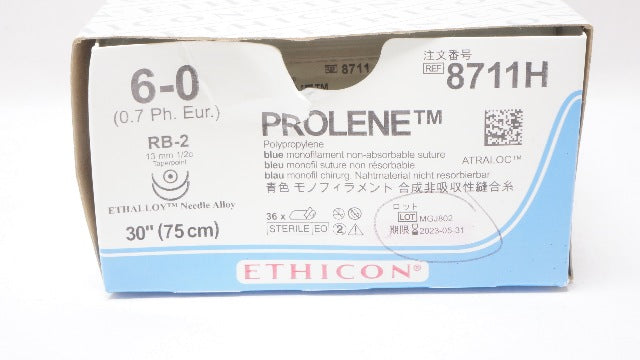 6-0
(0.7 Ph. Eur.)
RB-2
13 mm 1/2c
Taperpoint
ETHALLOY™ Needle Alloy
30" (75 cm)
REF 8711
注文番号
REF 8711H
PROLENE™
Polypropylene
blue monofilament non-absorbable suture
bleu monofil suture non résorbable
blau monofil chirurg. Nahtmaterial nicht resorbierbar
青色 モノフィラメント 合成非吸収性縫合糸
ATRALOC™
36 x
STERILE EO
2
ロット
LOT MGJ802
期限 2023-05-31
ETHICON®